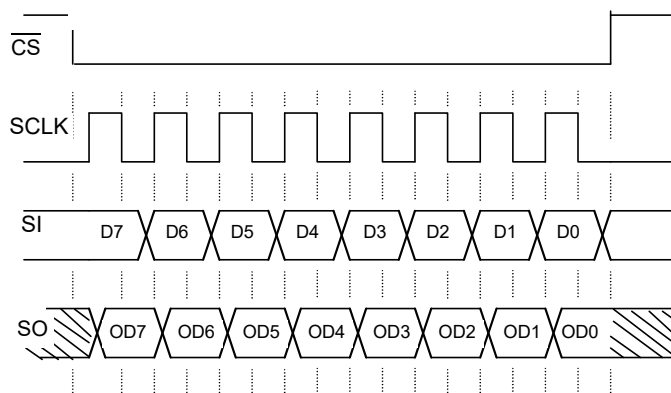 CS
SCLK
SI D7 D6 D5 D4 D3 D2 D1 D0
SO OD7 OD6 OD5 OD4 OD3 OD2 OD1 OD0